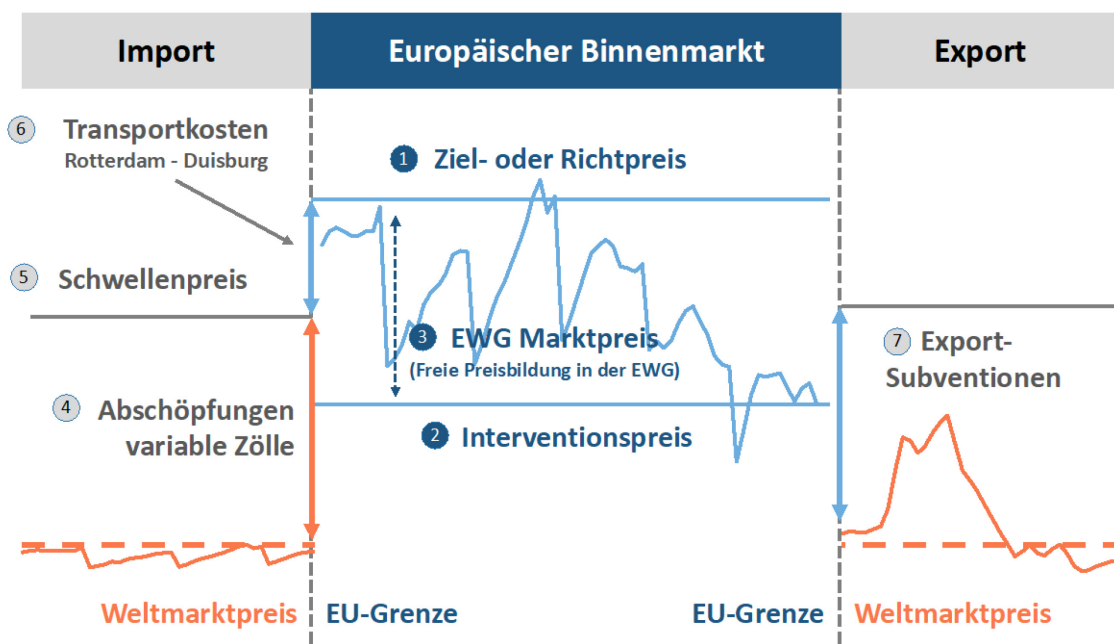 Import
Europäischer Binnenmarkt
Export
6 Transportkosten
Rotterdam - Duisburg
1 Ziel- oder Richtpreis
5 Schwellenpreis
3 EWG Marktpreis
(Freie Preisbildung in der EWG)
7 Export-
Subventionen
4 Abschöpfungen
variable Zölle
2 Interventionspreis
Weltmarktpreis
EU-Grenze
EU-Grenze
Weltmarktpreis